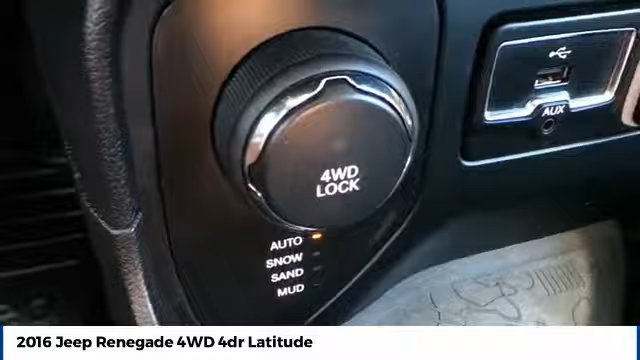 4WD
LOCK
AUTO
SNOW
SAND
MUD
AUX
2016 Jeep Renegade 4WD 4dr Latitude